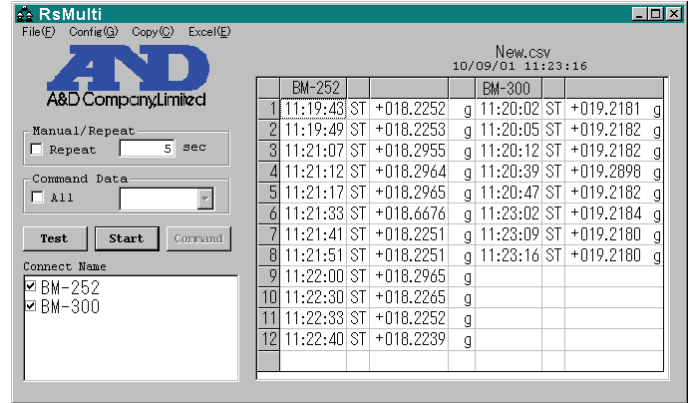 RsMulti
File(F) Config(G) Copy(C) Excel(E)
New.csv
10/09/01 11:23:16
AND
A&D Company,Limited
Manual/Repeat
Repeat 5 sec
Command Data
All
Test Start Command
Connect Name
BM-252
BM-300
BM-252 BM-300
1 11:19:43 ST +018.2252 g 11:20:02 ST +019.2181 g
2 11:19:49 ST +018.2253 g 11:20:05 ST +019.2182 g
3 11:21:07 ST +018.2955 g 11:20:12 ST +019.2182 g
4 11:21:12 ST +018.2964 g 11:20:39 ST +019.2898 g
5 11:21:17 ST +018.2965 g 11:20:47 ST +019.2182 g
6 11:21:33 ST +018.6676 g 11:23:02 ST +019.2184 g
7 11:21:41 ST +018.2251 g 11:23:09 ST +019.2180 g
8 11:21:51 ST +018.2251 g 11:23:16 ST +019.2180 g
9 11:22:00 ST +018.2965 g
10 11:22:30 ST +018.2265 g
11 11:22:33 ST +018.2252 g
12 11:22:40 ST +018.2239 g